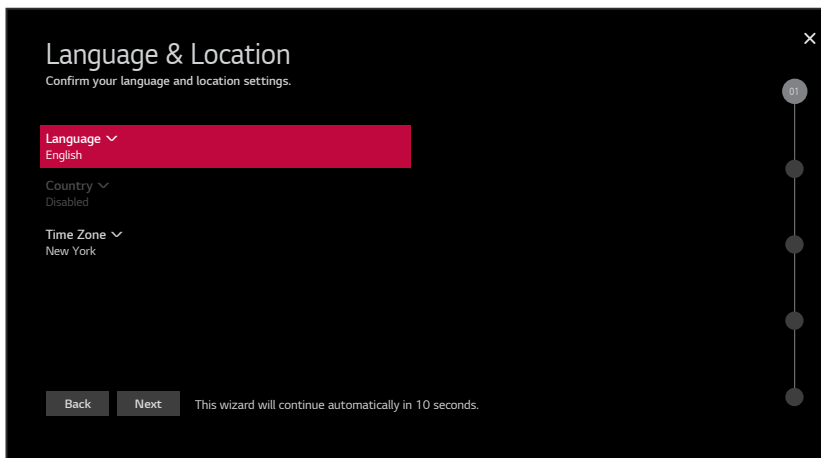 Language & Location
Confirm your language and location settings.
01
Language
English
Country
Disabled
Time Zone
New York
Back
Next
This wizard will continue automatically in 10 seconds.